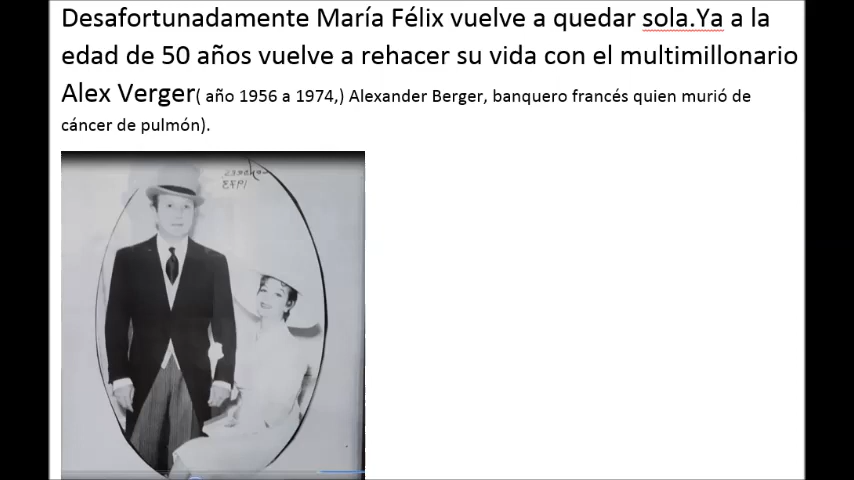 Desafortunadamente María Félix vuelve a quedar sola.Ya a la
edad de 50 años vuelve a rehacer su vida con el multimillonario
Alex Verger( año 1956 a 1974,) Alexander Berger, banquero francés quien murió de
cáncer de pulmón).
1973